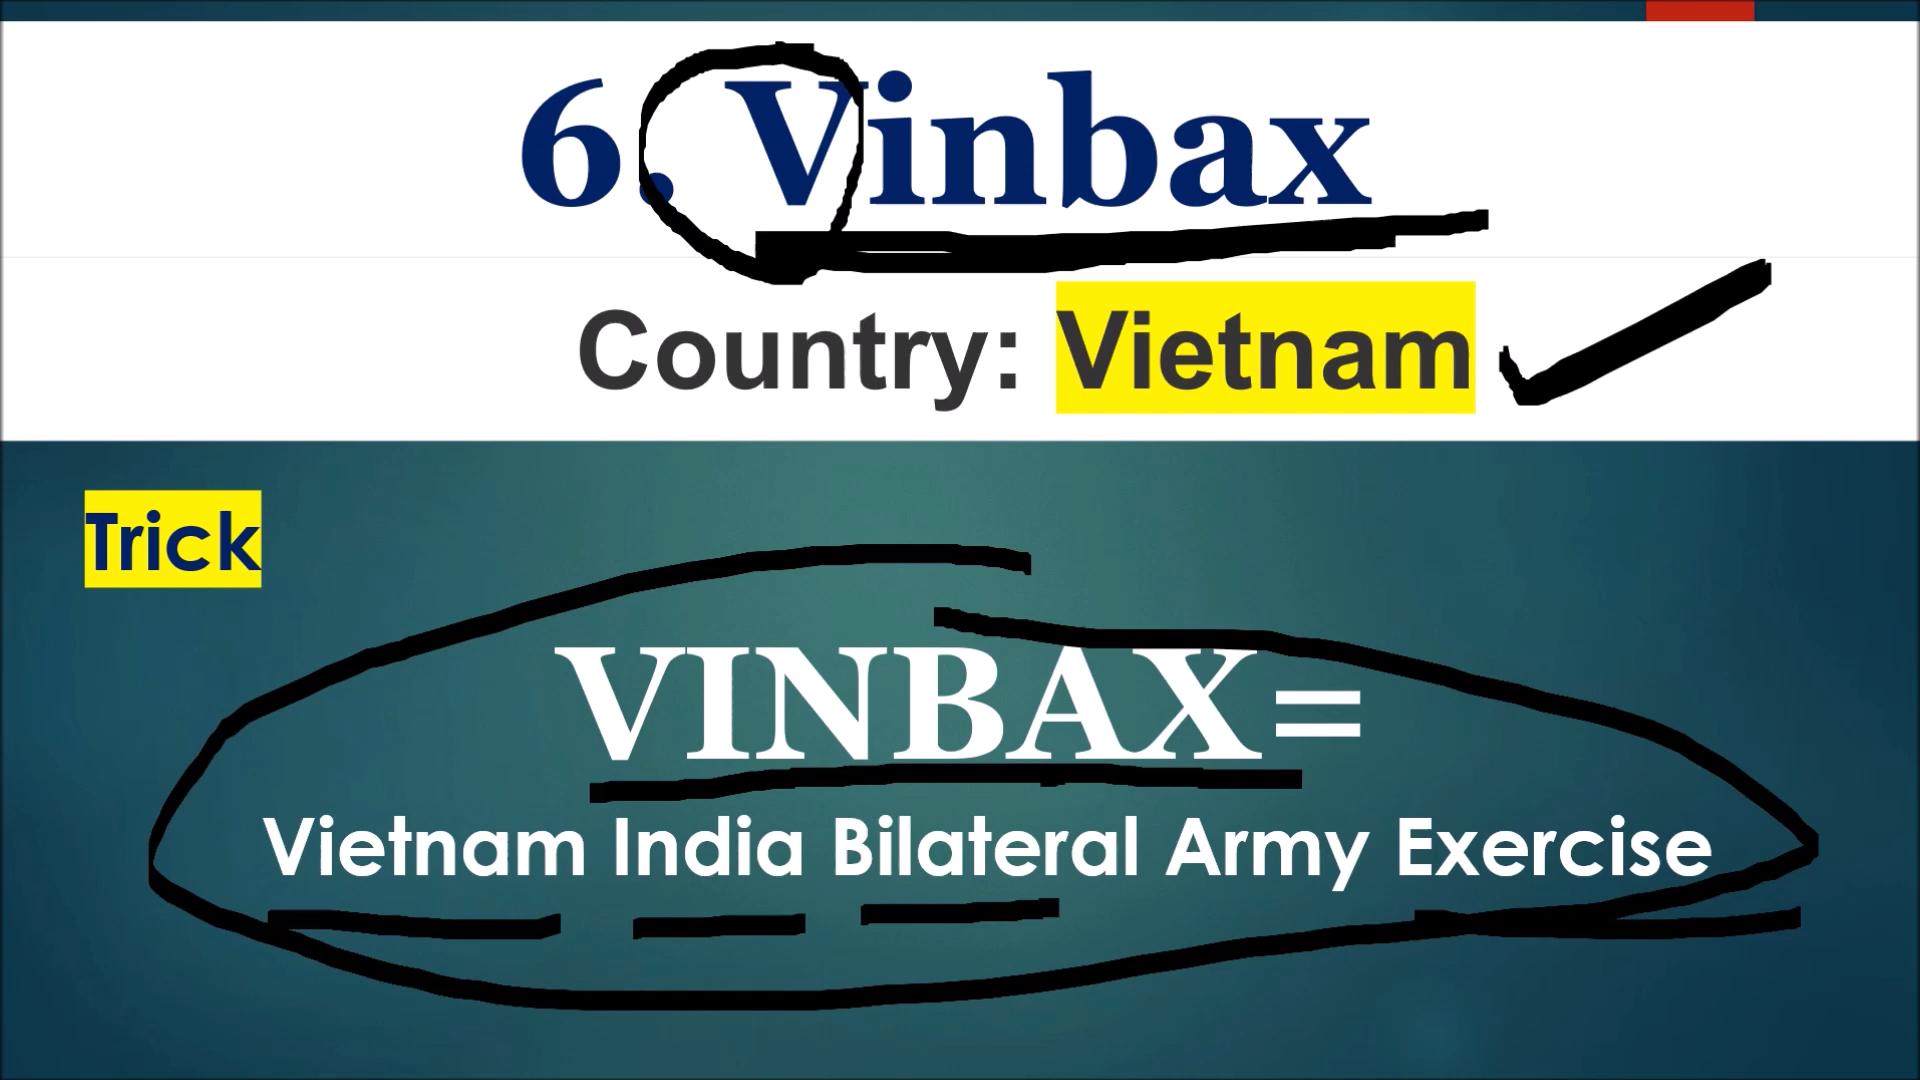 6. Vinbax
Country: Vietnam
Trick
VINBAX=
Vietnam India Bilateral Army Exercise